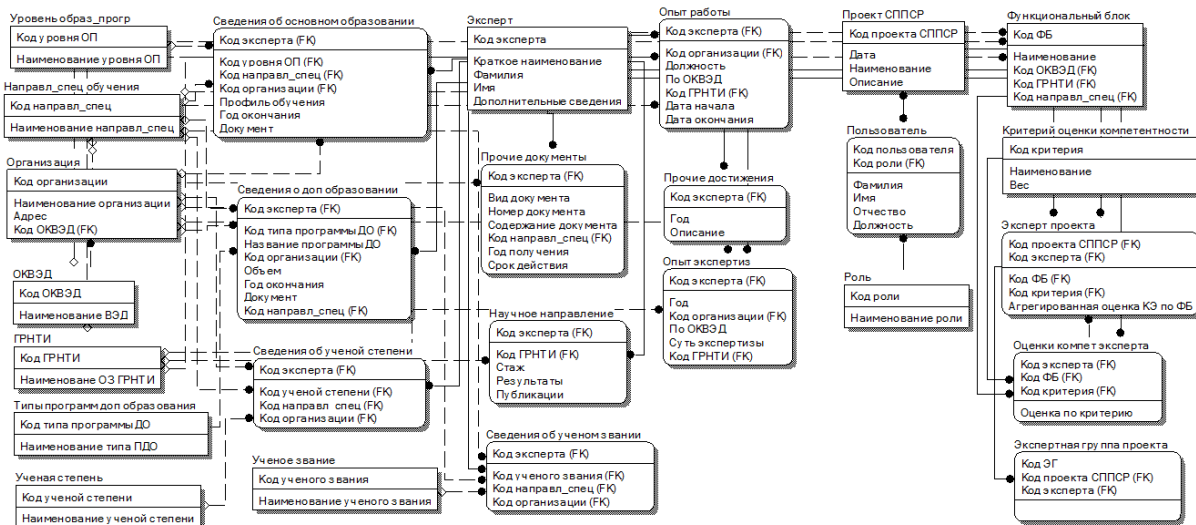 Уровень образ_прогр
Код уровня ОП
Наименование уровня ОП
Направл_спец обучения
Код направл_спец
Наименование направл_спец
Организация
Код организации
Наименование организации
Адрес
Код ОКВЭД (FK)
ОКВЭД
Код ОКВЭД
Наименование ВЭД
ГРНТИ
Код ГРНТИ
Наименоване ОЗ ГРНТИ
Типы программ доп образования
Код типа программы ДО
Наименование типа ПДО
Ученая степень
Код ученой степени
Наименование ученой степени
Сведения об основном образовании
Код эксперта (FK)
Код уровня ОП (FK)
Код направл_спец (FK)
Код организации (FK)
Профиль обучения
Год окончания
Документ
Сведения о доп образовании
Код эксперта (FK)
Код типа программы ДО (FK)
Название программы ДО
Код организации (FK)
Объем
Год окончания
Документ
Код направл_спец (FK)
Сведения об ученой степени
Код эксперта (FK)
Код ученой степени (FK)
Код направл_спец (FK)
Код организации (FK)
Ученое звание
Код ученого звания
Наименование ученого звания
Эксперт
Код эксперта
Краткое наименование
Фамилия
Имя
Дополнительные сведения
Прочие документы
Код эксперта (FK)
Вид документа
Номер документа
Содержание документа
Код направл_спец (FK)
Год получения
Срок действия
Научное направление
Код эксперта (FK)
Код ГРНТИ (FK)
Стаж
Результаты
Публикации
Сведения об ученом звании
Код эксперта (FK)
Код ученого звания (FK)
Код направл_спец (FK)
Код организации (FK)
Опыт работы
Код эксперта (FK)
Код организации (FK)
Должность
По ОКВЭД
Код ГРНТИ (FK)
Дата начала
Дата окончания
Прочие достижения
Код эксперта (FK)
Год
Описание
Опыт экспертиз
Код эксперта (FK)
Год
Код организации (FK)
По ОКВЭД
Суть экспертизы
Код ГРНТИ (FK)
Проект СППСР
Код проекта СППСР
Дата
Наименование
Описание
Пользователь
Код пользователя
Код роли (FK)
Фамилия
Имя
Отчество
Должность
Роль
Код роли
Наименование роли
Функциональный блок
Код ФБ
Наименование
Код ОКВЭД (FK)
Код ГРНТИ (FK)
Код направл_спец (FK)
Критерий оценки компетентности
Код критерия
Наименование
Вес
Эксперт проекта
Код проекта СППСР (FK)
Код эксперта (FK)
Код ФБ (FK)
Код критерия (FK)
Агрегированная оценка КЭ по ФБ
Оценки компет эксперта
Код эксперта (FK)
Код ФБ (FK)
Код критерия (FK)
Оценка по критерию
Экспертная группа проекта
Код ЭГ
Код проекта СППСР (FK)
Код эксперта (FK)